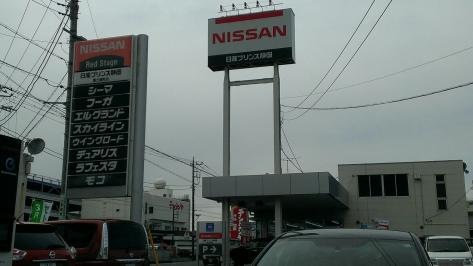 NISSAN
Red Stage
日産プリンス静岡
シーマ
フーガ
エルグランド
スカイライン
ウイングロード
デュアリス
ラフェスタ
モコ
NISSAN
日産プリンス静岡
NISSAN